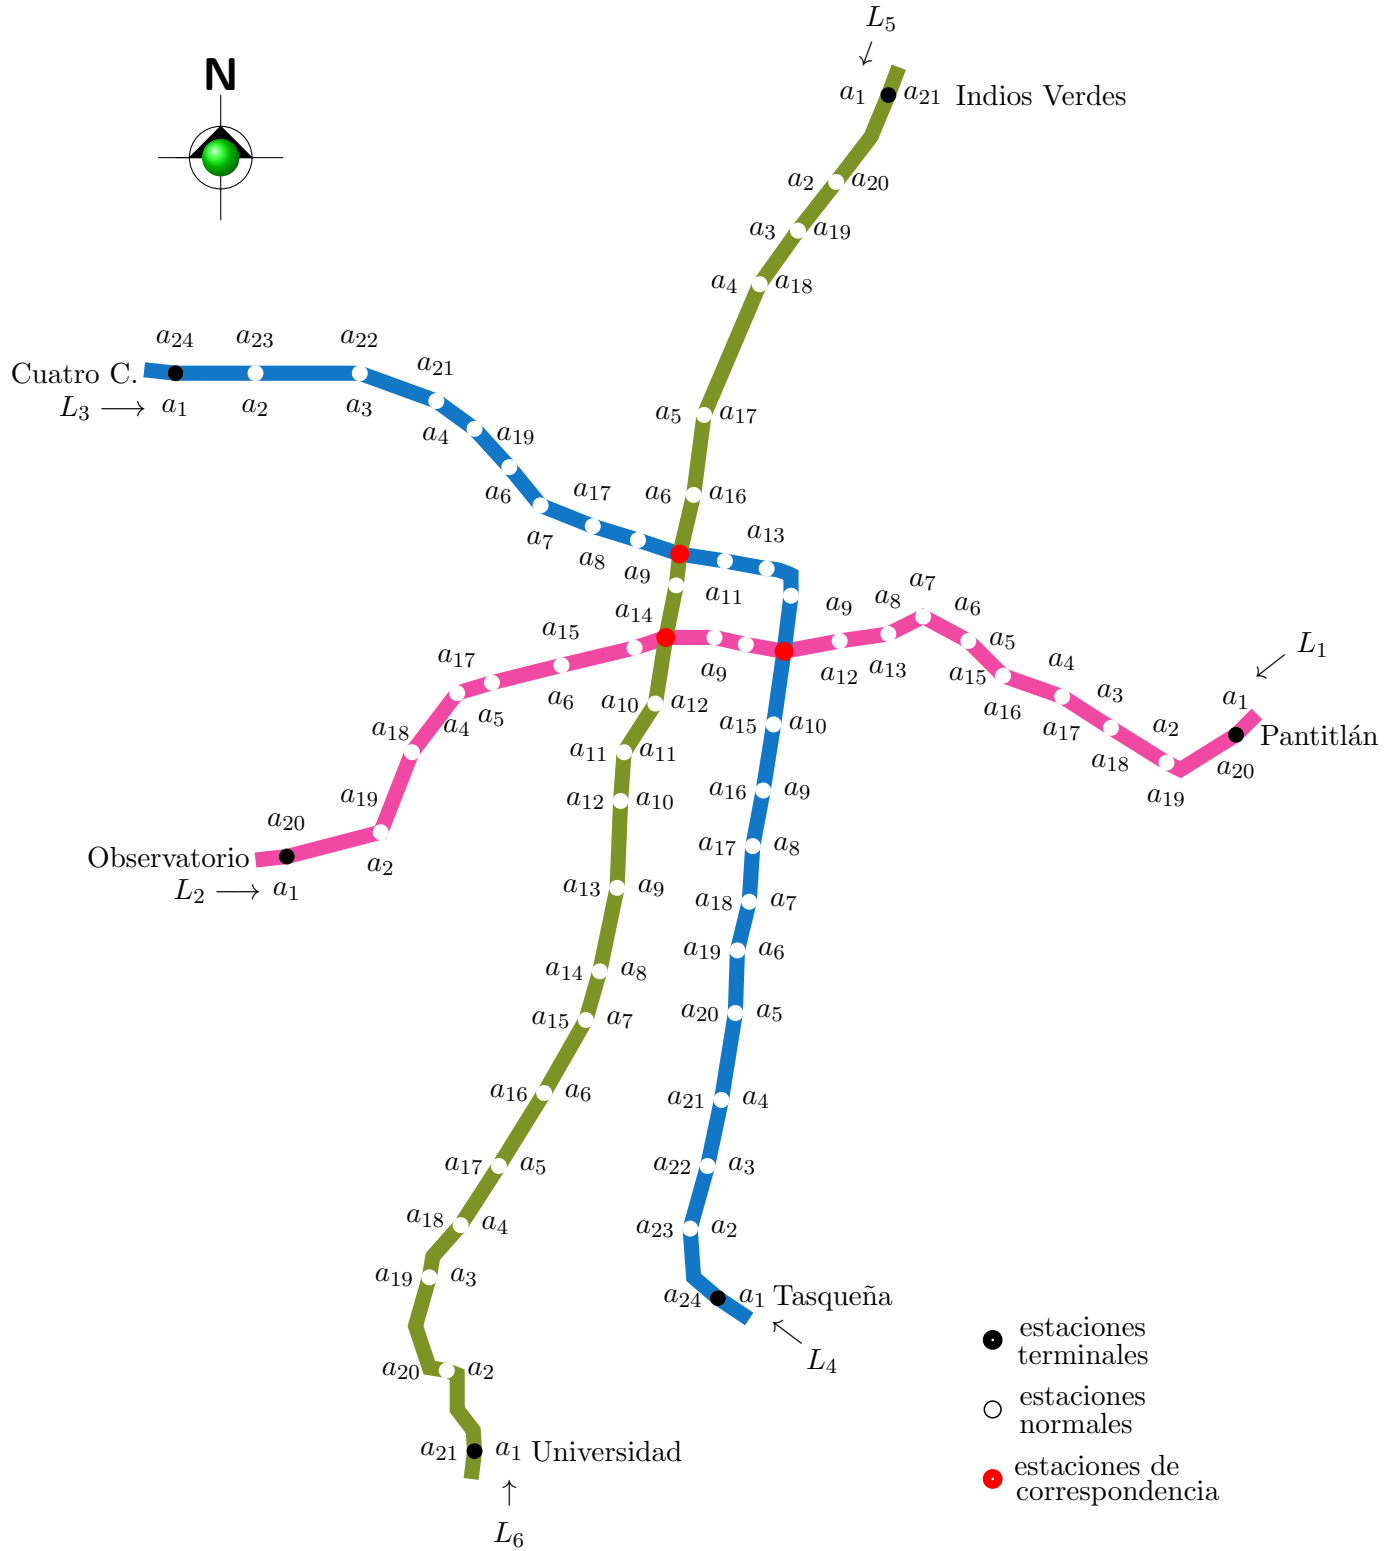 L5
N
a1 a21 Indios Verdes
a2 a20
a3 a19
a4 a18
a24 a23 a22
a21
Cuatro C.
L3 → a1 a2 a3
a4 a19
a5 a17
a6 a17 a6 a16
a7 a13
a8
a9 a11
a14 a9 a8 a7 a6
a15 a5 L1
a17 a6 a9 a12 a13 a15 a4
a5 a16 a3 a1
a4 a10 a12 a17 a2
a18 a15 a10 a18 Pantitlán
a11 a11 a20
a19 a12 a10 a16 a9 a19
a20
Observatorio a17 a8
a2
L2 → a1 a13 a9 a18 a7
a19 a6
a14 a8
a15 a7 a20 a5
a16 a6 a21 a4
a17 a5 a22 a3
a18 a4 a23 a2
a19 a3
a24 a1 Tasqueña
estaciones
terminales
a20 a2 L4
estaciones
normales
a21 a1 Universidad
estaciones de
correspondencia
L6